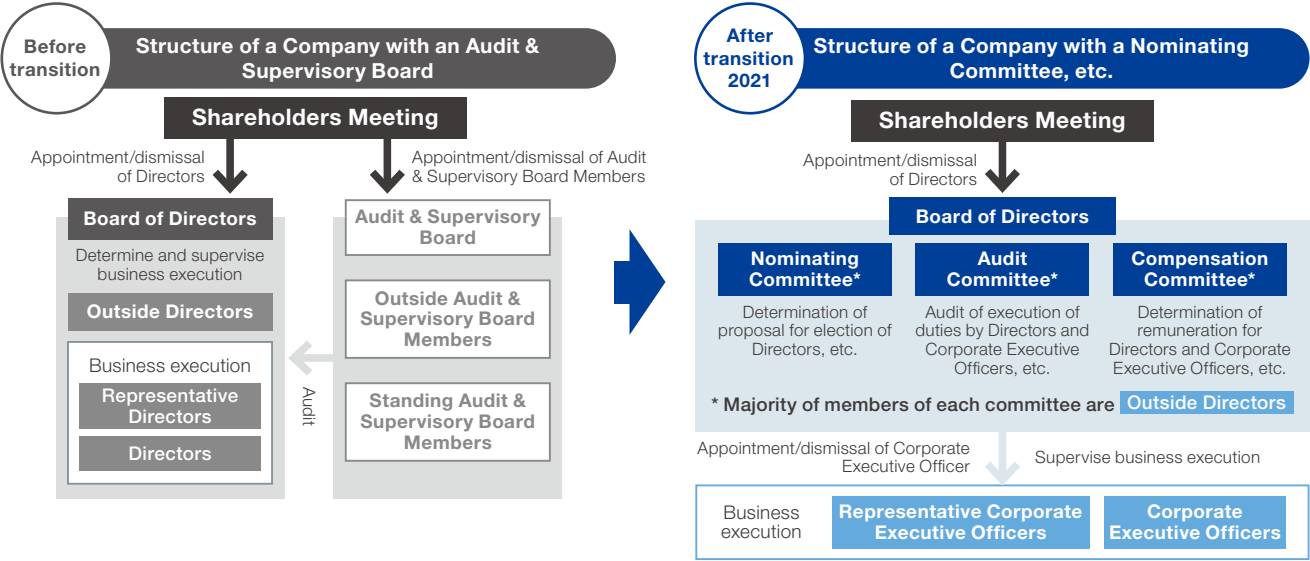 Before
transition
Structure of a Company with an Audit &
Supervisory Board
Shareholders Meeting
Appointment/dismissal
of Directors
Appointment/dismissal of Audit
& Supervisory Board Members
Board of Directors
Determine and supervise
business execution
Outside Directors
Business execution
Representative
Directors
Directors
Audit & Supervisory
Board
Outside Audit &
Supervisory Board
Members
Standing Audit &
Supervisory Board
Members
Audit
After
transition
2021
Structure of a Company with a Nominating
Committee, etc.
Shareholders Meeting
Appointment/dismissal
of Directors
Board of Directors
Nominating
Committee*
Determination of
proposal for election of
Directors, etc.
Audit
Committee*
Audit of execution of
duties by Directors and
Corporate Executive
Officers, etc.
Compensation
Committee*
Determination of
remuneration for
Directors and Corporate
Executive Officers, etc.
* Majority of members of each committee are Outside Directors
Appointment/dismissal of Corporate
Executive Officer
Supervise business execution
Business
execution
Representative Corporate
Executive Officers
Corporate
Executive Officers